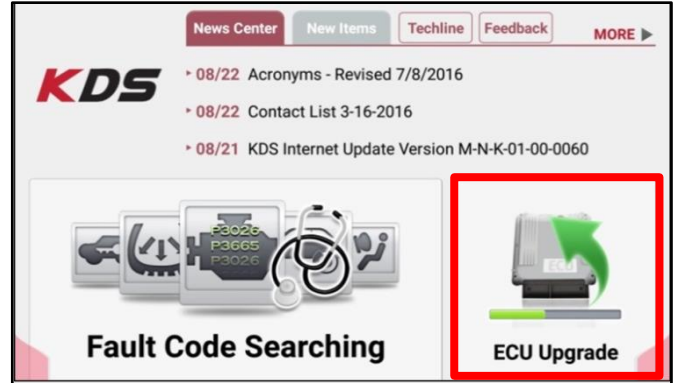 News Center New Items Techline Feedback MORE ▶
KDS
08/22 Acronyms - Revised 7/8/2016
08/22 Contact List 3-16-2016
08/21 KDS Internet Update Version M-N-K-01-00-0060
P3026
P3665
P3026
ECU
Fault Code Searching
ECU Upgrade